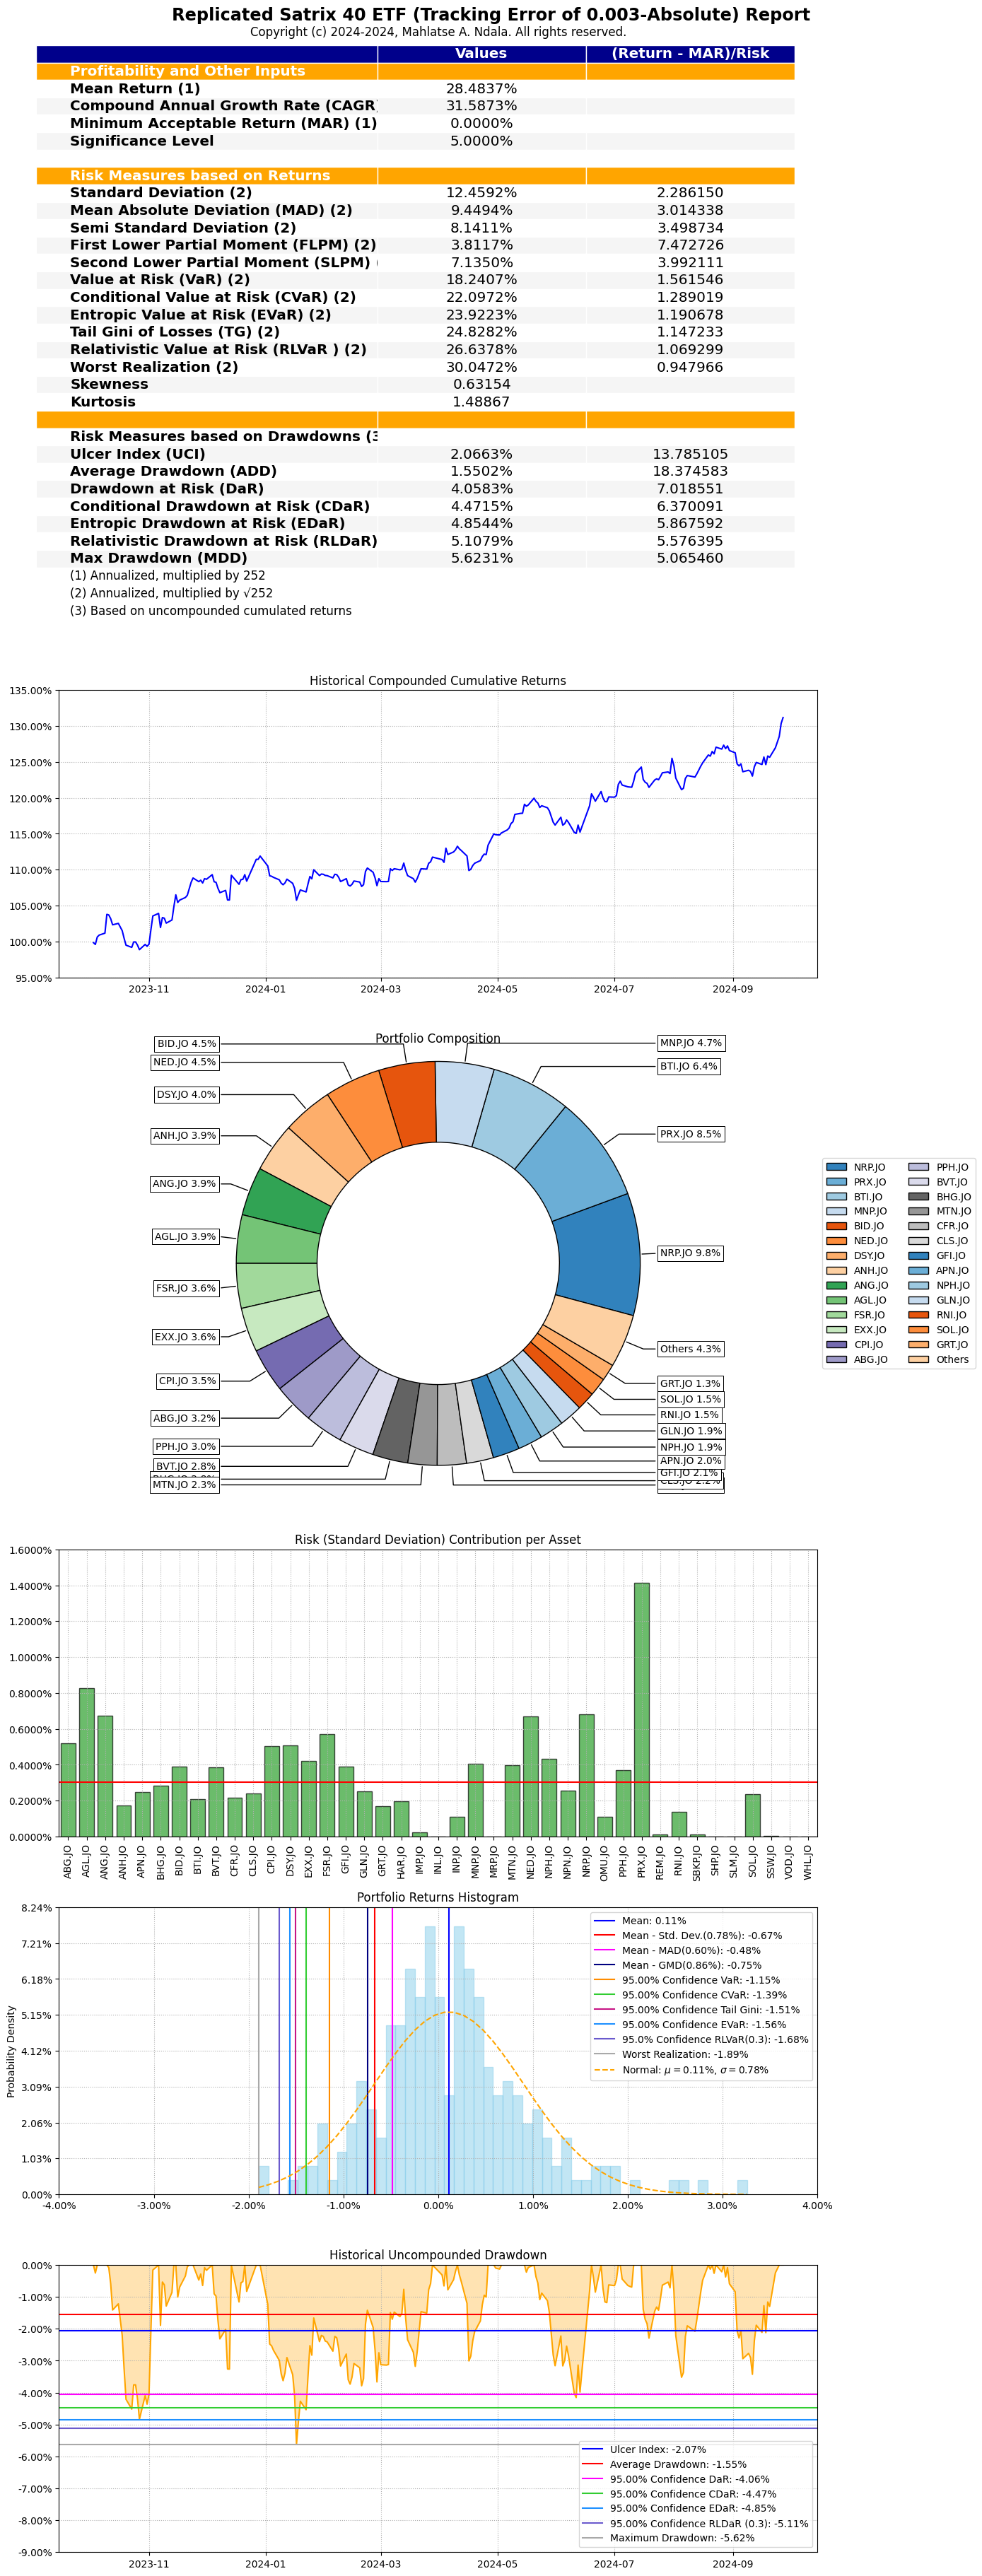 Replicated Satrix 40 ETF (Tracking Error of 0.003-Absolute) Report
Copyright (c) 2024-2024, Mahlatse A. Ndala. All rights reserved.
Values (Return - MAR)/Risk
Profitability and Other Inputs
Mean Return (1) 28.4837%
Compound Annual Growth Rate (CAGR) 31.5873%
Minimum Acceptable Return (MAR) (1) 0.0000%
Significance Level 5.0000%
Risk Measures based on Returns
Standard Deviation (2) 12.4592% 2.286150
Mean Absolute Deviation (MAD) (2) 9.4494% 3.014338
Semi Standard Deviation (2) 8.1411% 3.498734
First Lower Partial Moment (FLPM) (2) 3.8117% 7.472726
Second Lower Partial Moment (SLPM) ( 7.1350% 3.992111
Value at Risk (VaR) (2) 18.2407% 1.561546
Conditional Value at Risk (CVaR) (2) 22.0972% 1.289019
Entropic Value at Risk (EVaR) (2) 23.9223% 1.190678
Tail Gini of Losses (TG) (2) 24.8282% 1.147233
Relativistic Value at Risk (RLVaR ) (2) 26.6378% 1.069299
Worst Realization (2) 30.0472% 0.947966
Skewness 0.63154
Kurtosis 1.48867
Risk Measures based on Drawdowns (3
Ulcer Index (UCI) 2.0663% 13.785105
Average Drawdown (ADD) 1.5502% 18.374583
Drawdown at Risk (DaR) 4.0583% 7.018551
Conditional Drawdown at Risk (CDaR) 4.4715% 6.370091
Entropic Drawdown at Risk (EDaR) 4.8544% 5.867592
Relativistic Drawdown at Risk (RLDaR) 5.1079% 5.576395
Max Drawdown (MDD) 5.6231% 5.065460
(1) Annualized, multiplied by 252
(2) Annualized, multiplied by √252
(3) Based on uncompounded cumulated returns
Historical Compounded Cumulative Returns
135.00%
130.00%
125.00%
120.00%
115.00%
110.00%
105.00%
100.00%
95.00%
2023-11 2024-01 2024-03 2024-05 2024-07 2024-09
Portfolio Composition
BID.JO 4.5%
NED.JO 4.5%
DSY.JO 4.0%
ANH.JO 3.9%
ANG.JO 3.9%
AGL.JO 3.9%
FSR.JO 3.6%
EXX.JO 3.6%
CPI.JO 3.5%
ABG.JO 3.2%
PPH.JO 3.0%
BVT.JO 2.8%
MTN.JO 2.3%
MNP.JO 4.7%
BTI.JO 6.4%
PRX.JO 8.5%
NRP.JO 9.8%
Others 4.3%
GRT.JO 1.3%
SOL.JO 1.5%
RNI.JO 1.5%
GLN.JO 1.9%
NPH.JO 1.9%
APN.JO 2.0%
GFI.JO 2.1%
CLS.JO 2.2%
NRP.JO PPH.JO
PRX.JO BVT.JO
BTI.JO BHG.JO
MNP.JO MTN.JO
BID.JO CFR.JO
NED.JO CLS.JO
DSY.JO GFI.JO
ANH.JO APN.JO
ANG.JO NPH.JO
AGL.JO GLN.JO
FSR.JO RNI.JO
EXX.JO SOL.JO
CPI.JO GRT.JO
ABG.JO Others
Risk (Standard Deviation) Contribution per Asset
1.6000%
1.4000%
1.2000%
1.0000%
0.8000%
0.6000%
0.4000%
0.2000%
0.0000%
ABG.JO AGL.JO ANG.JO ANH.JO APN.JO BHG.JO BID.JO BTI.JO BVT.JO CFR.JO CLS.JO CPI.JO DSY.JO EXX.JO FSR.JO GFI.JO GLN.JO GRT.JO HAR.JO IMP.JO INL.JO INP.JO MNP.JO MRP.JO MTN.JO NED.JO NPH.JO NPN.JO NRP.JO OMU.JO PPH.JO PRX.JO REM.JO RNI.JO SBKP.JO SHP.JO SLM.JO SOL.JO SSW.JO VOD.JO WHL.JO
Portfolio Returns Histogram
Probability Density
8.24%
7.21%
6.18%
5.15%
4.12%
3.09%
2.06%
1.03%
0.00%
-4.00% -3.00% -2.00% -1.00% 0.00% 1.00% 2.00% 3.00% 4.00%
Mean: 0.11%
Mean - Std. Dev.(0.78%): -0.67%
Mean - MAD(0.60%): -0.48%
Mean - GMD(0.86%): -0.75%
95.00% Confidence VaR: -1.15%
95.00% Confidence CVaR: -1.39%
95.00% Confidence Tail Gini: -1.51%
95.00% Confidence EVaR: -1.56%
95.0% Confidence RLVaR(0.3): -1.68%
Worst Realization: -1.89%
Normal: μ = 0.11%, σ = 0.78%
Historical Uncompounded Drawdown
0.00%
-1.00%
-2.00%
-3.00%
-4.00%
-5.00%
-6.00%
-7.00%
-8.00%
-9.00%
Ulcer Index: -2.07%
Average Drawdown: -1.55%
95.00% Confidence DaR: -4.06%
95.00% Confidence CDaR: -4.47%
95.00% Confidence EDaR: -4.85%
95.00% Confidence RLDaR (0.3): -5.11%
Maximum Drawdown: -5.62%
2023-11 2024-01 2024-03 2024-05 2024-07 2024-09